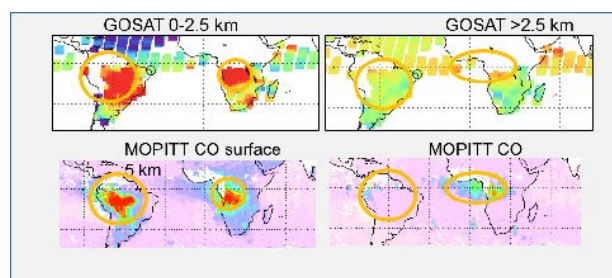 GOSAT 0-2.5 km
GOSAT >2.5 km
MOPITT CO surface
MOPITT CO
5 km